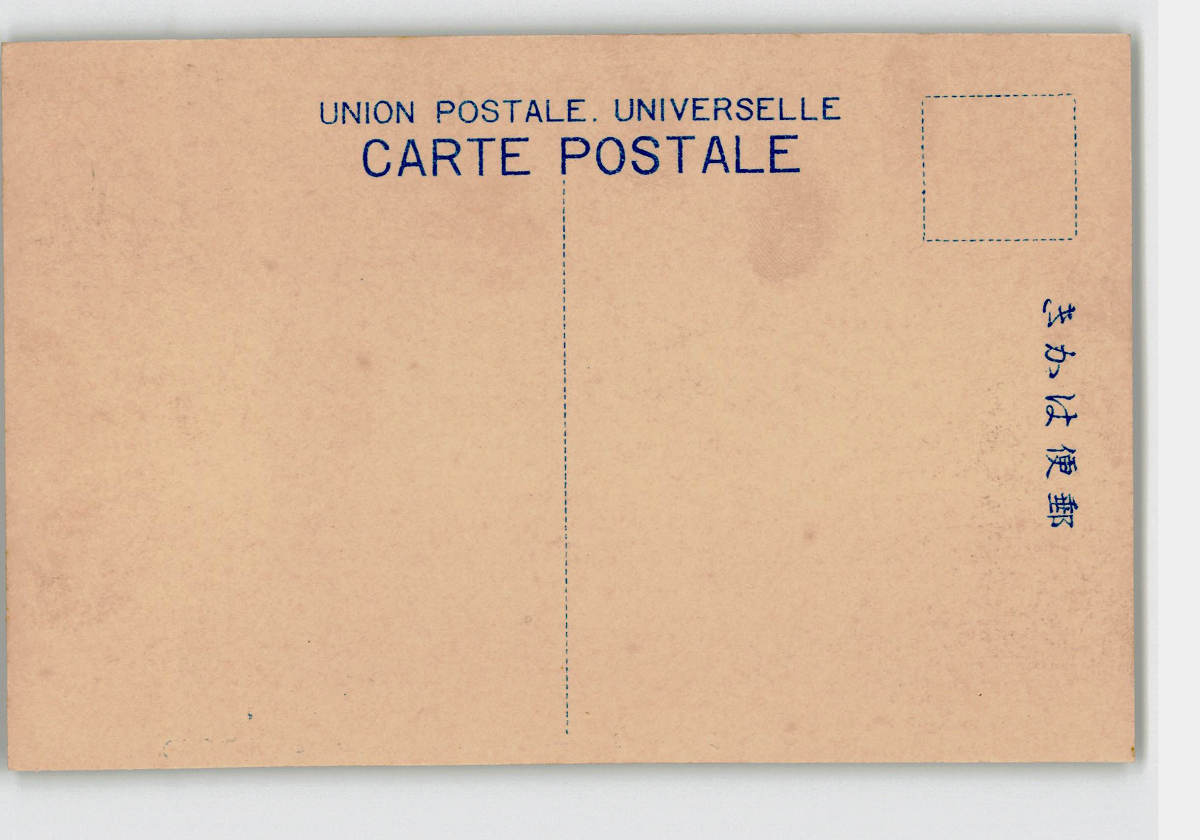 UNION POSTALE. UNIVERSELLE
CARTE POSTALE
郵便はかき